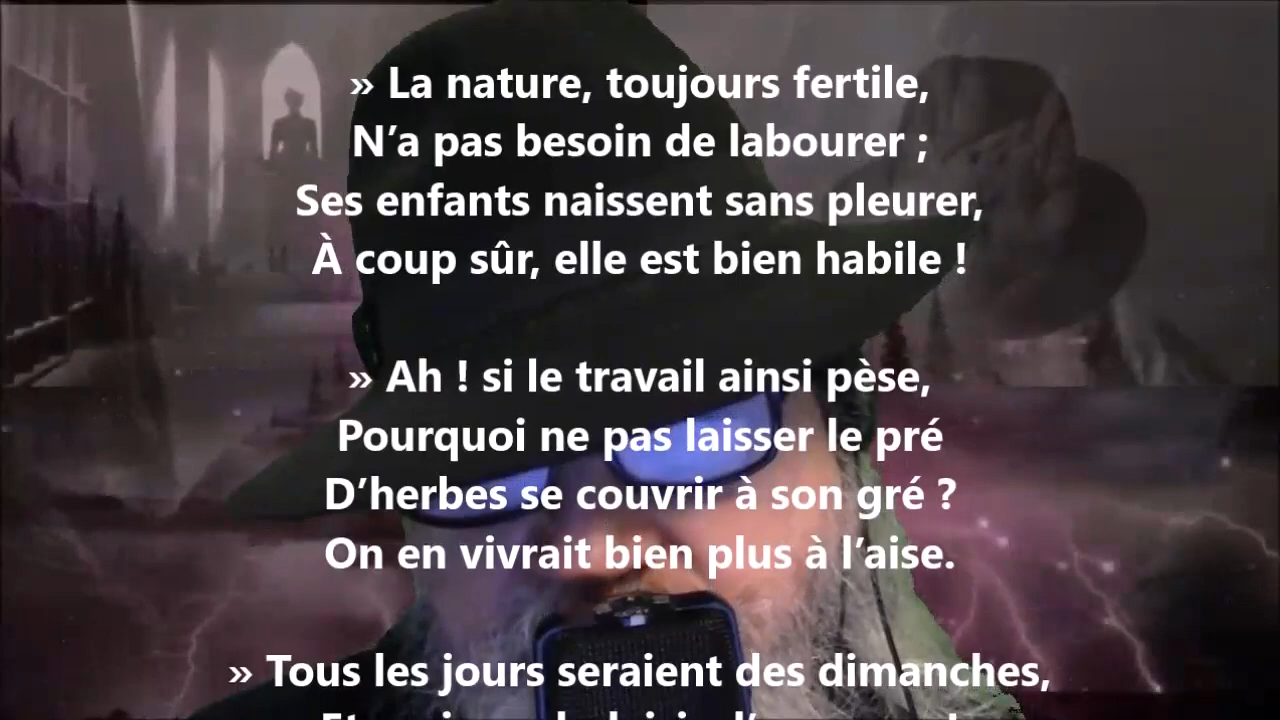 » La nature, toujours fertile,
N’a pas besoin de labourer ;
Ses enfants naissent sans pleurer,
À coup sûr, elle est bien habile !
» Ah ! si le travail ainsi pèse,
Pourquoi ne pas laisser le pré
D’herbes se couvrir à son gré ?
On en vivrait bien plus à l’aise.
» Tous les jours seraient des dimanches,